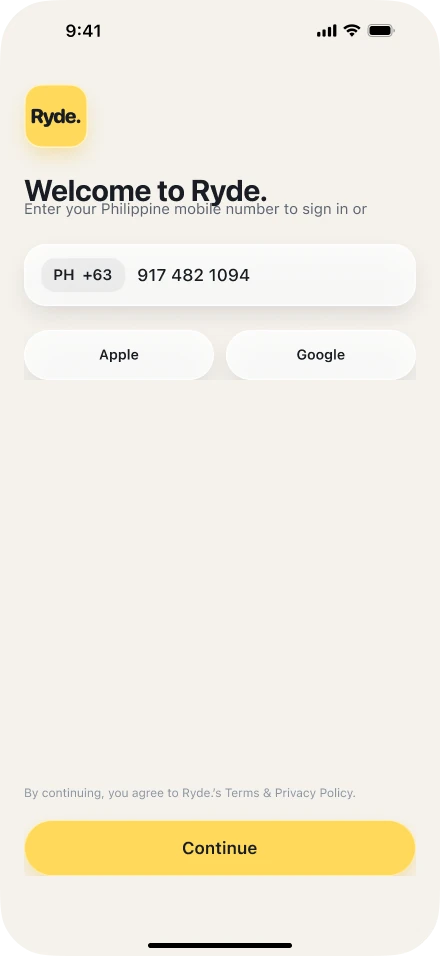 9:41
Ryde.
Welcome to Ryde.
Enter your Philippine mobile number to sign in or
PH +63 917 482 1094
Apple Google
By continuing, you agree to Ryde.'s Terms & Privacy Policy.
Continue